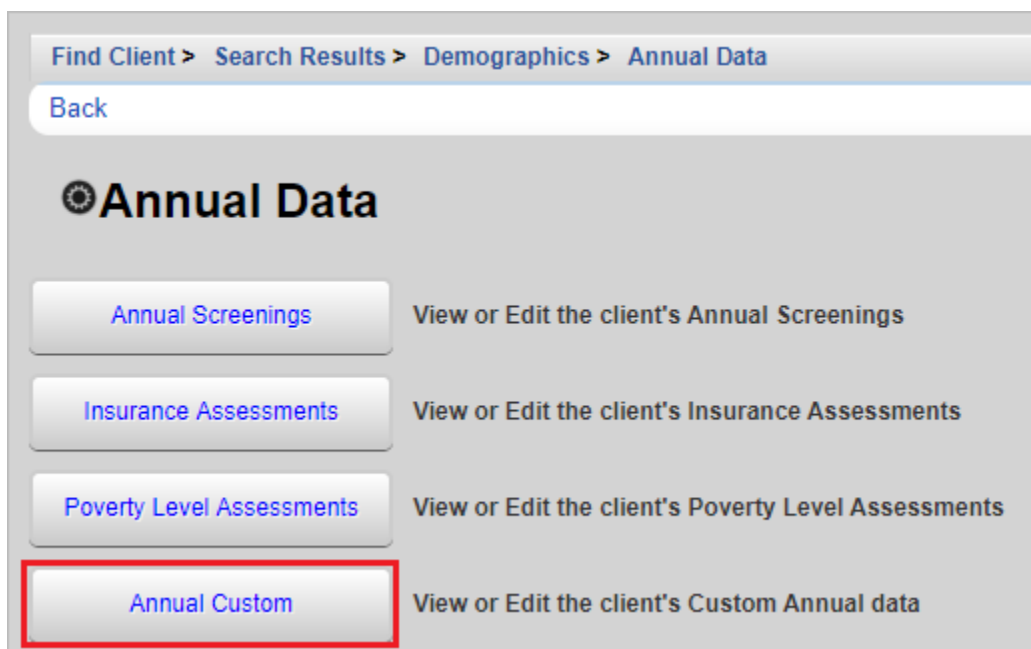 Find Client > Search Results > Demographics > Annual Data
Back
Annual Data
Annual Screenings View or Edit the client's Annual Screenings
Insurance Assessments View or Edit the client's Insurance Assessments
Poverty Level Assessments View or Edit the client's Poverty Level Assessments
Annual Custom View or Edit the client's Custom Annual data